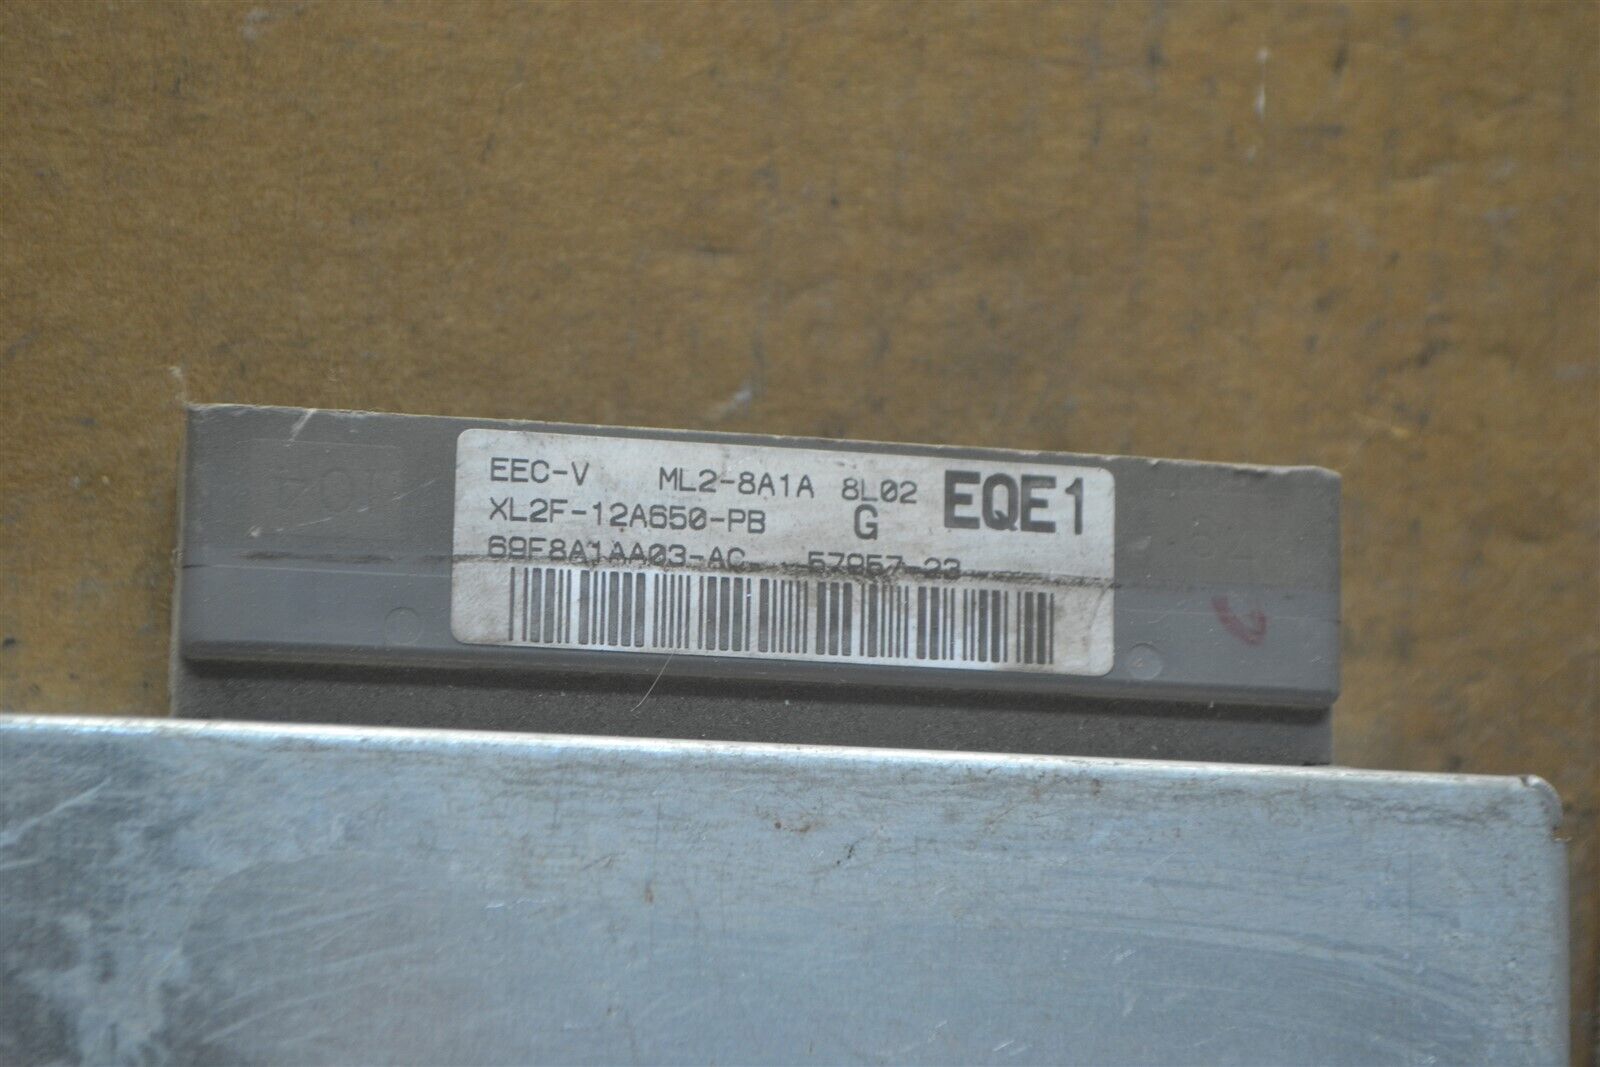 EEC-V ML2-8A1A 8L02 EQE1
XL2F-12A650-PB G
69F8A1AA03-AC 57957-23